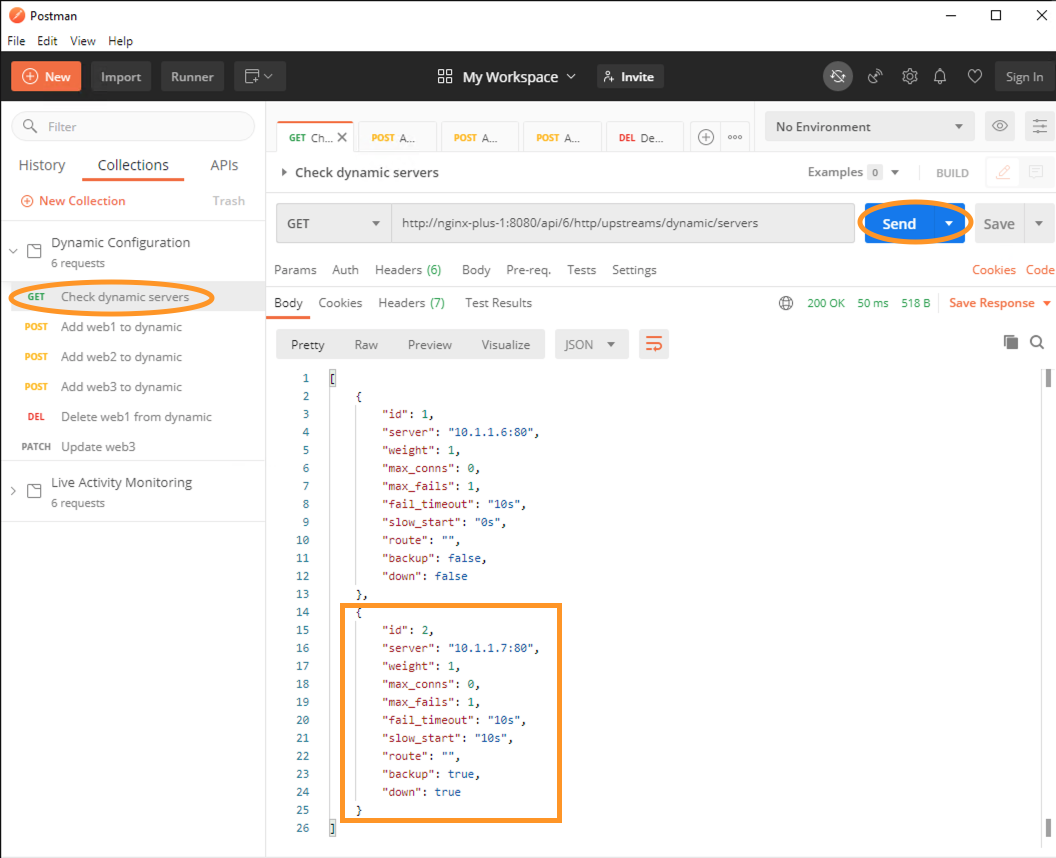 Postman
File Edit View Help
New Import Runner My Workspace Invite Sign In
Filter
History Collections APIs
New Collection Trash
Dynamic Configuration
6 requests
GET Check dynamic servers
POST Add web1 to dynamic
POST Add web2 to dynamic
POST Add web3 to dynamic
DEL Delete web1 from dynamic
PATCH Update web3
Live Activity Monitoring
6 requests
GET Ch... POST A... POST A... POST A... DEL De... No Environment
Check dynamic servers Examples 0 BUILD
GET http://nginx-plus-1:8080/api/6/http/upstreams/dynamic/servers Send Save
Params Auth Headers (6) Body Pre-req. Tests Settings Cookies Code
Body Cookies Headers (7) Test Results 200 OK 50 ms 518 B Save Response
Pretty Raw Preview Visualize JSON
1 [
2 {
3 "id": 1,
4 "server": "10.1.1.6:80",
5 "weight": 1,
6 "max_conns": 0,
7 "max_fails": 1,
8 "fail_timeout": "10s",
9 "slow_start": "0s",
10 "route": "",
11 "backup": false,
12 "down": false
13 },
14 {
15 "id": 2,
16 "server": "10.1.1.7:80",
17 "weight": 1,
18 "max_conns": 0,
19 "max_fails": 1,
20 "fail_timeout": "10s",
21 "slow_start": "10s",
22 "route": "",
23 "backup": true,
24 "down": true
25 }
26 ]